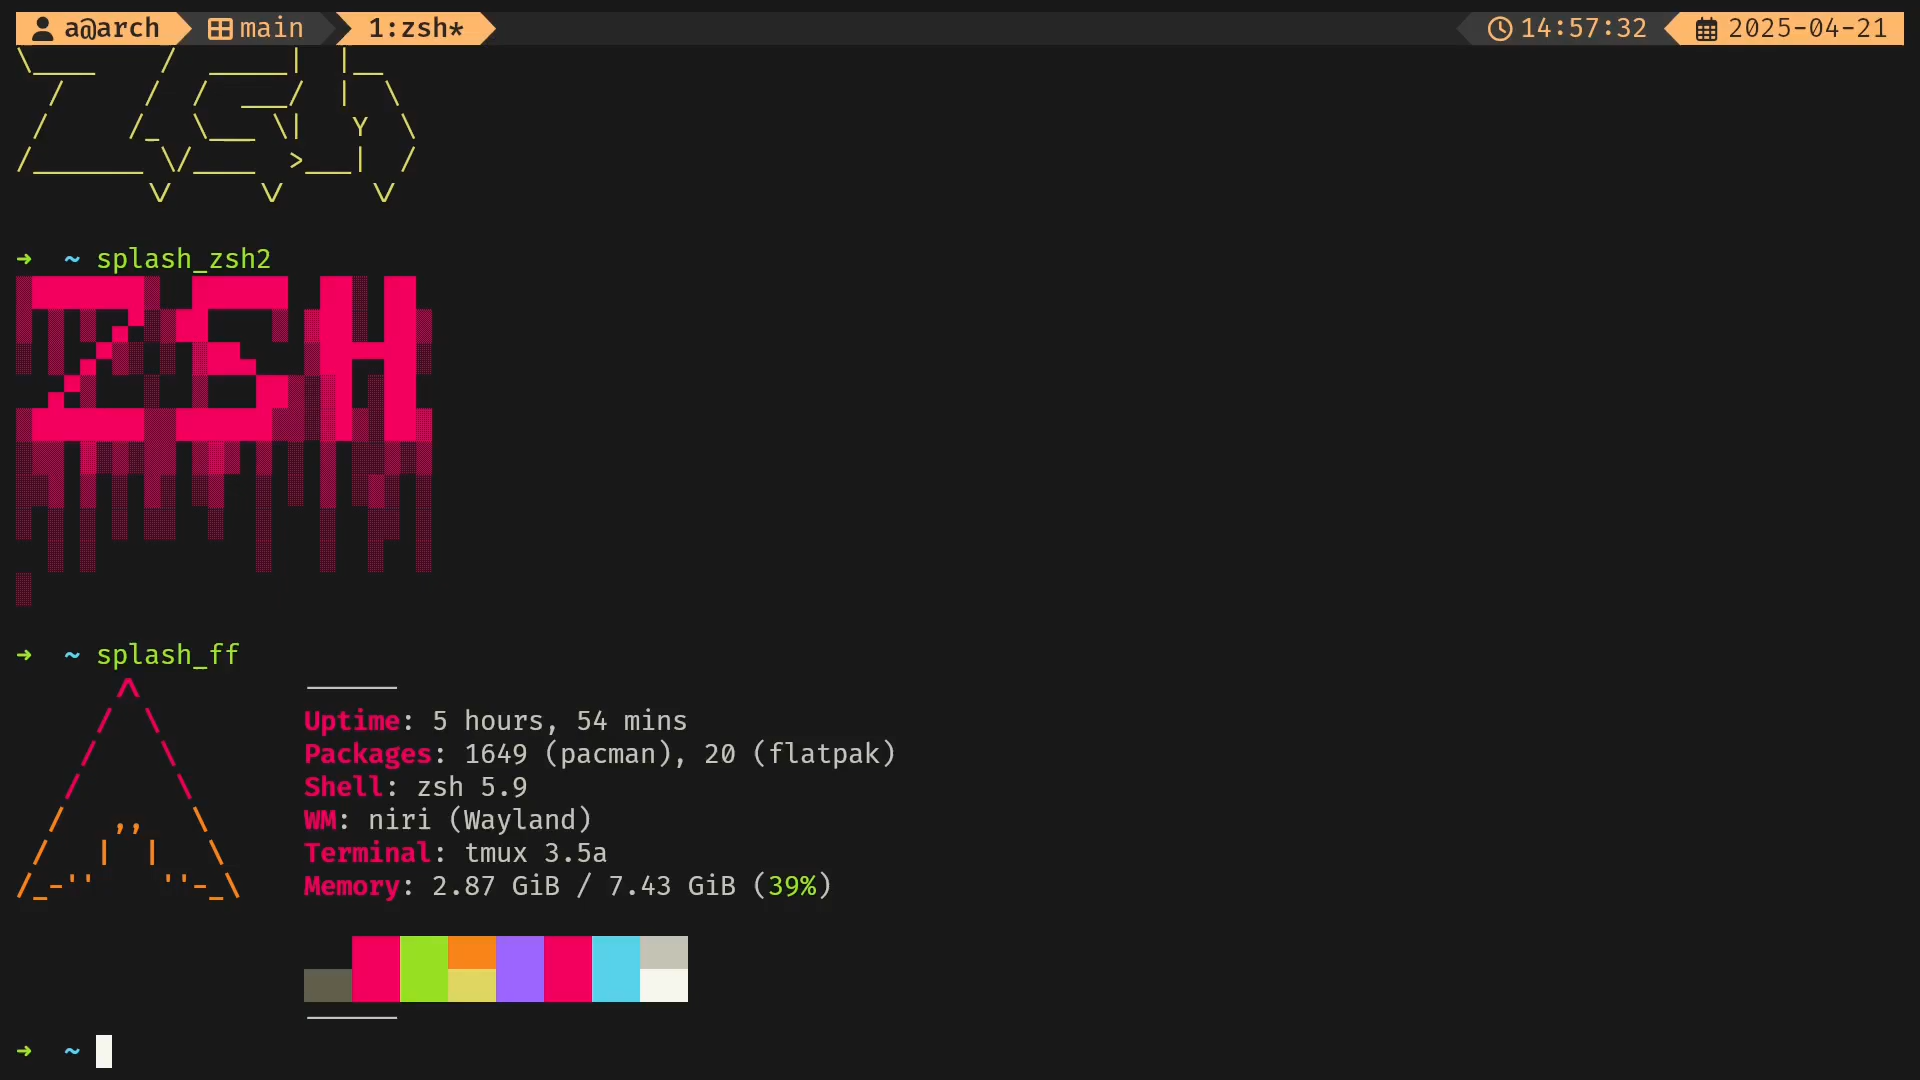 a@arch main 1:zsh* 14:57:32 2025-04-21
➜ ~ splash_zsh2
ZSH
➜ ~ splash_ff
Uptime: 5 hours, 54 mins
Packages: 1649 (pacman), 20 (flatpak)
Shell: zsh 5.9
WM: niri (Wayland)
Terminal: tmux 3.5a
Memory: 2.87 GiB / 7.43 GiB (39%)
➜ ~